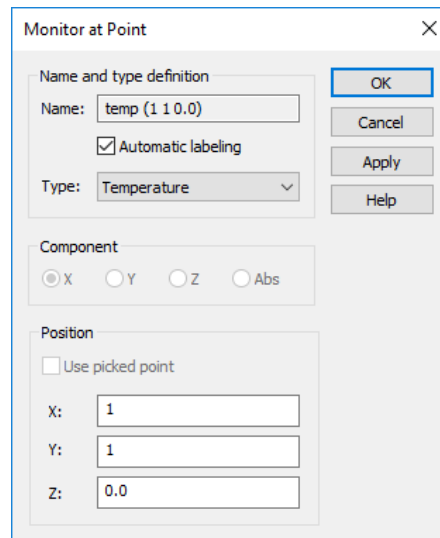 Monitor at Point
Name and type definition
Name: temp (1 1 0.0)
Automatic labeling
Type: Temperature
OK
Cancel
Apply
Help
Component
X Y Z Abs
Position
Use picked point
X: 1
Y: 1
Z: 0.0